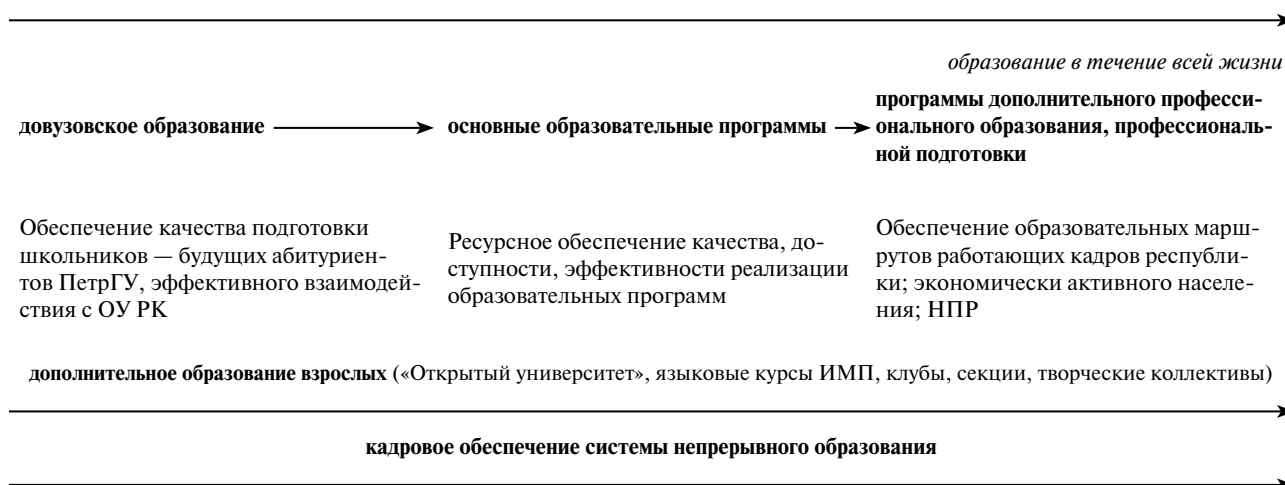 образование в течение всей жизни
довузовское образование
основные образовательные программы
программы дополнительного професси-
онального образования, профессиональ-
ной подготовки
Обеспечение качества подготовки
школьников — будущих абитуриен-
тов ПетрГУ, эффективного взаимодей-
ствия с ОУ РК
Ресурсное обеспечение качества, до-
ступности, эффективности реализации
образовательных программ
Обеспечение образовательных марш-
рутов работающих кадров республи-
ки; экономически активного населе-
ния; НПР
дополнительное образование взрослых («Открытый университет», языковые курсы ИМП, клубы, секции, творческие коллективы)
кадровое обеспечение системы непрерывного образования